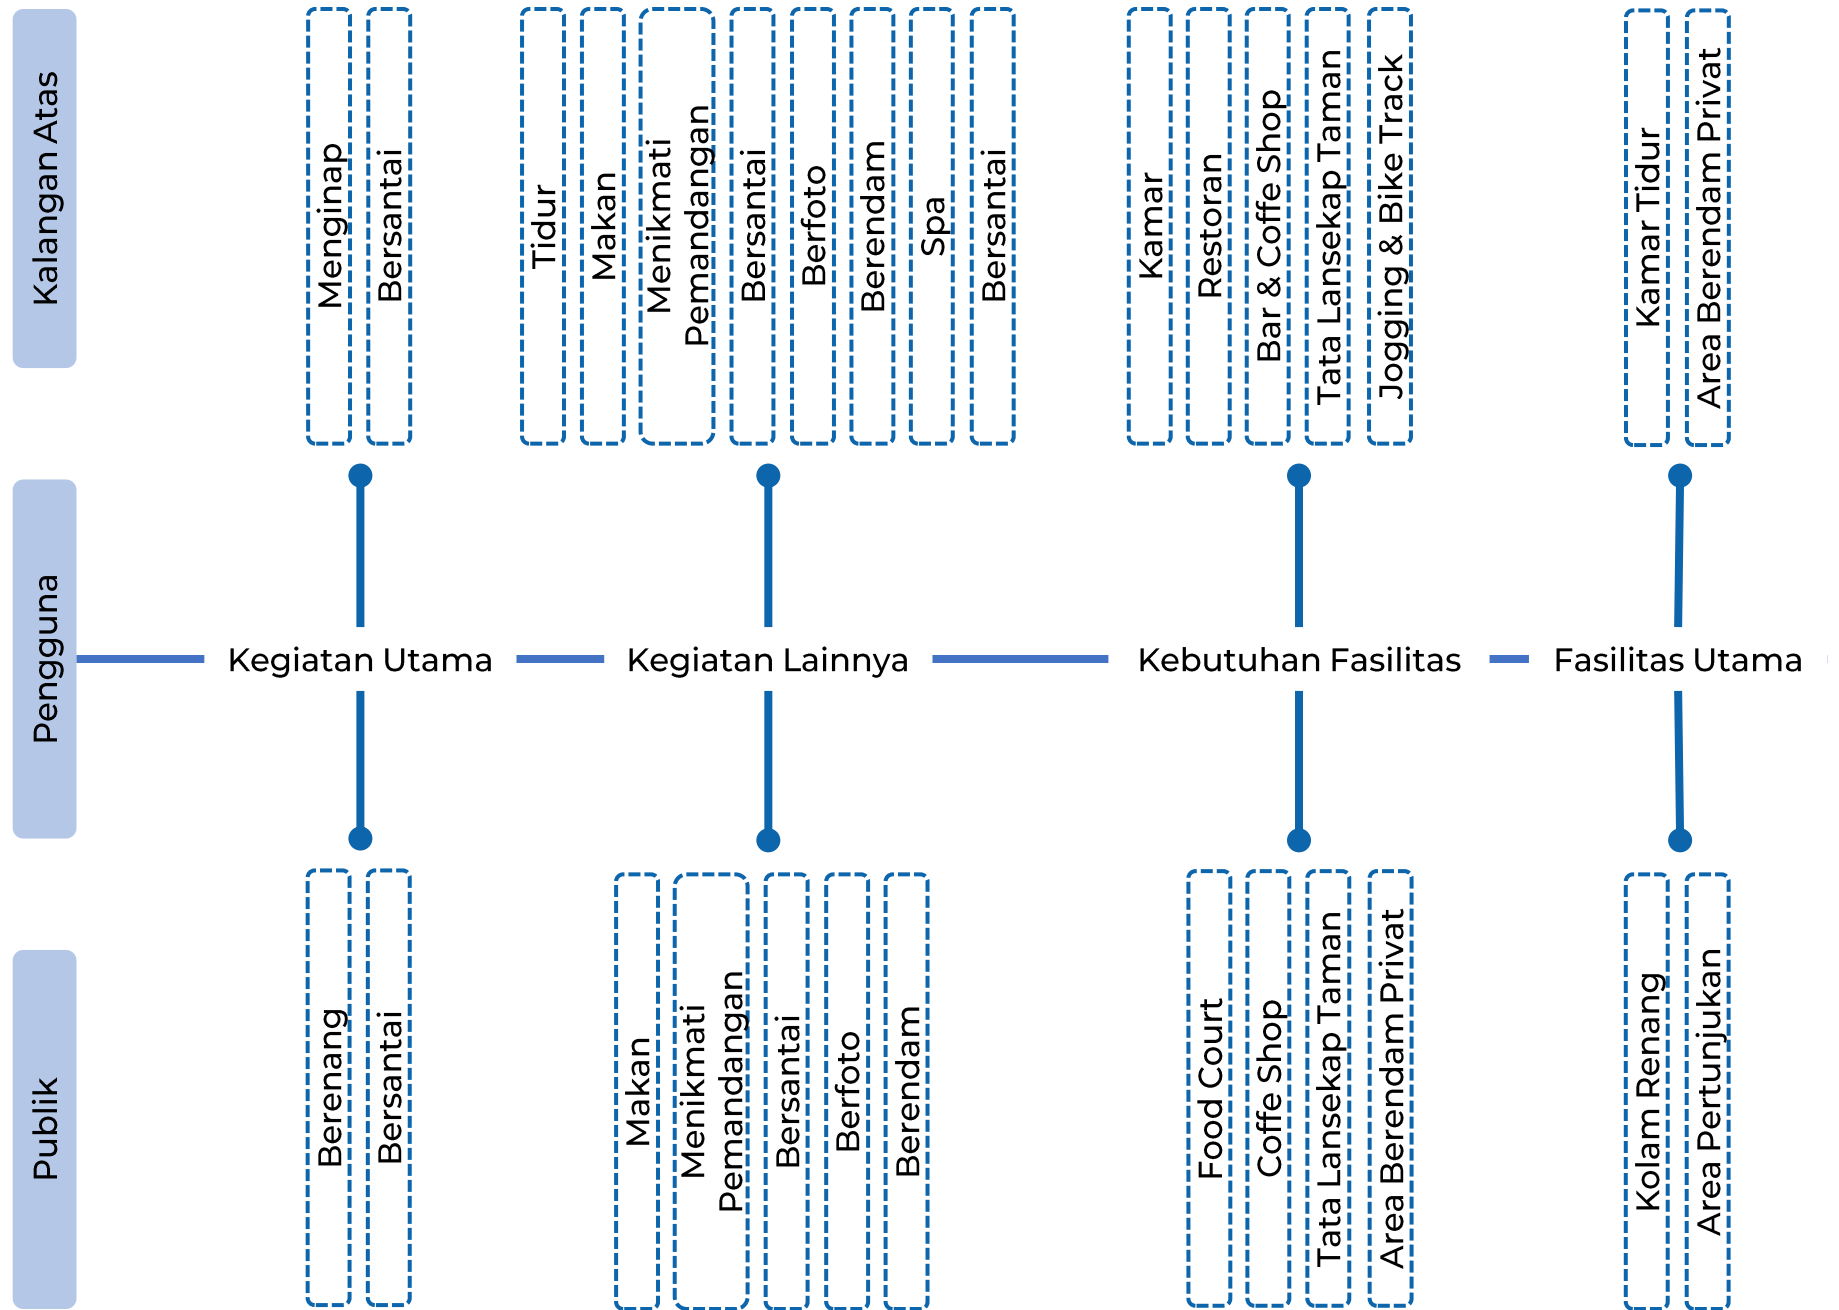 Kalangan Atas
Menginap
Bersantai
Tidur
Makan
Menikmati
Pemandangan
Bersantai
Berfoto
Berendam
Spa
Bersantai
Kamar
Restoran
Bar & Coffe Shop
Tata Lansekap Taman
Jogging & Bike Track
Kamar Tidur
Area Berendam Privat
Pengguna
Kegiatan Utama
Kegiatan Lainnya
Kebutuhan Fasilitas
Fasilitas Utama
Publik
Berenang
Bersantai
Makan
Menikmati
Pemandangan
Bersantai
Berfoto
Berendam
Food Court
Coffe Shop
Tata Lansekap Taman
Area Berendam Privat
Kolam Renang
Area Pertunjukan